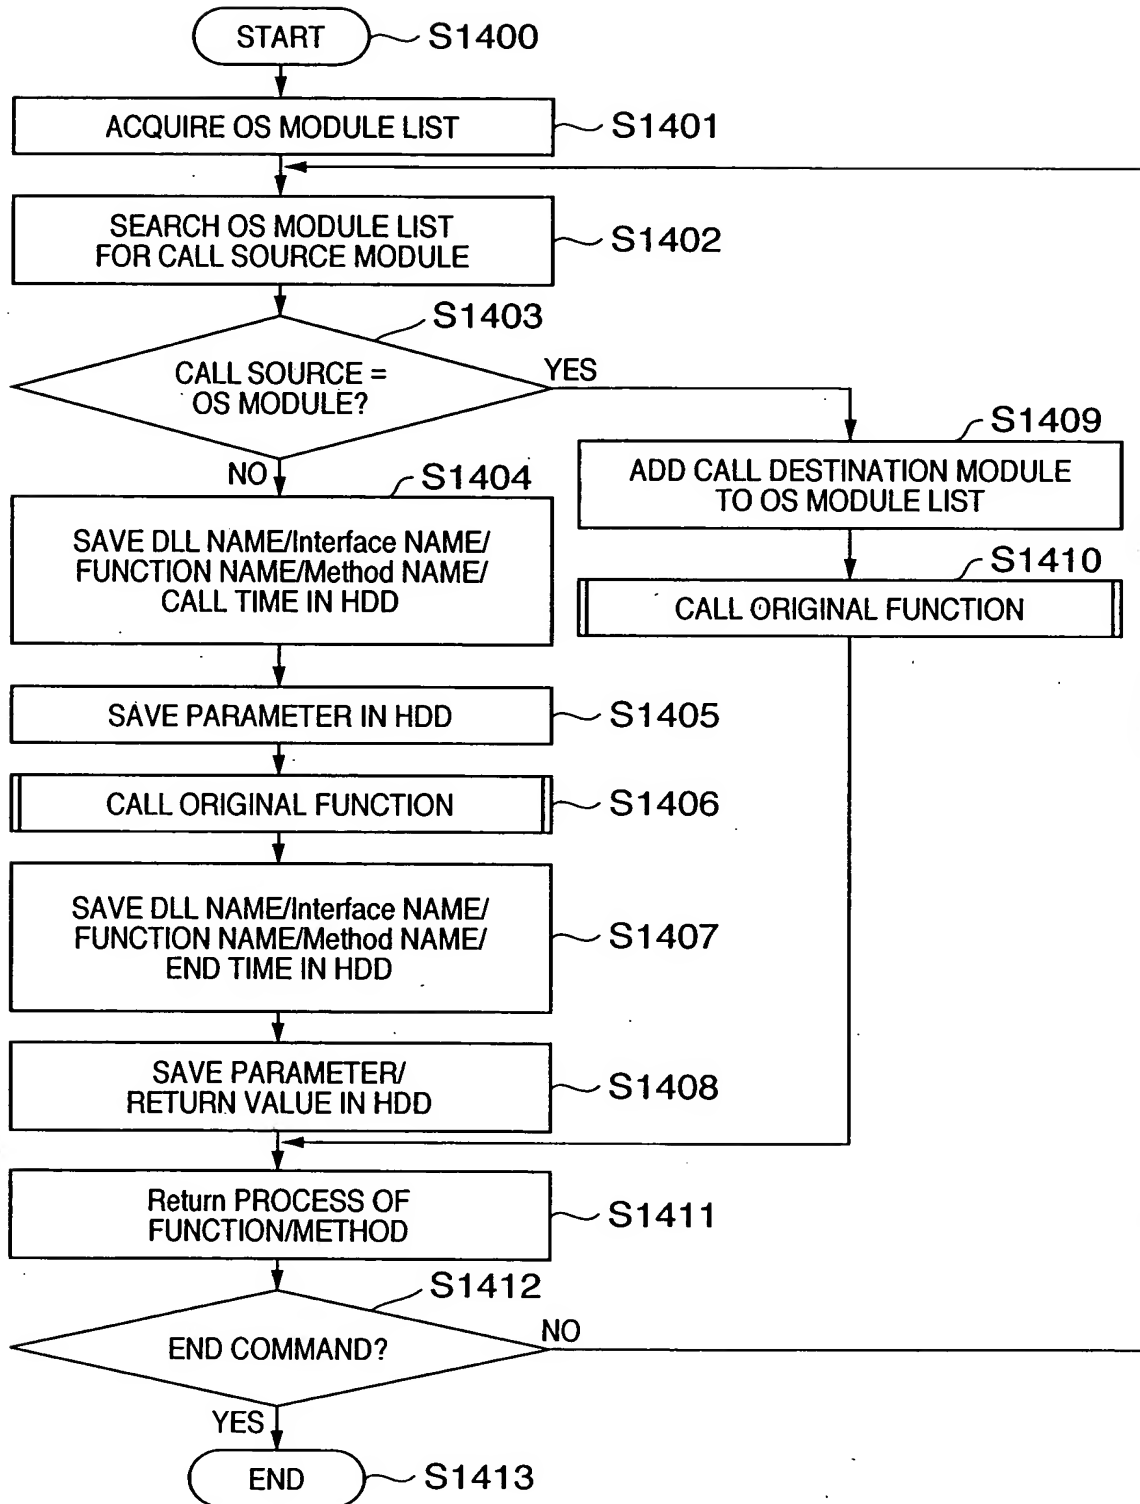 START
S1400
ACQUIRE OS MODULE LIST
S1401
SEARCH OS MODULE LIST
FOR CALL SOURCE MODULE
S1402
S1403
CALL SOURCE =
OS MODULE?
YES
NO
S1404
SAVE DLL NAME/Interface NAME/
FUNCTION NAME/Method NAME/
CALL TIME IN HDD
S1409
ADD CALL DESTINATION MODULE
TO OS MODULE LIST
S1410
CALL ORIGINAL FUNCTION
SAVE PARAMETER IN HDD
S1405
CALL ORIGINAL FUNCTION
S1406
SAVE DLL NAME/Interface NAME/
FUNCTION NAME/Method NAME/
END TIME IN HDD
S1407
SAVE PARAMETER/
RETURN VALUE IN HDD
S1408
Return PROCESS OF
FUNCTION/METHOD
S1411
S1412
END COMMAND?
NO
YES
END
S1413